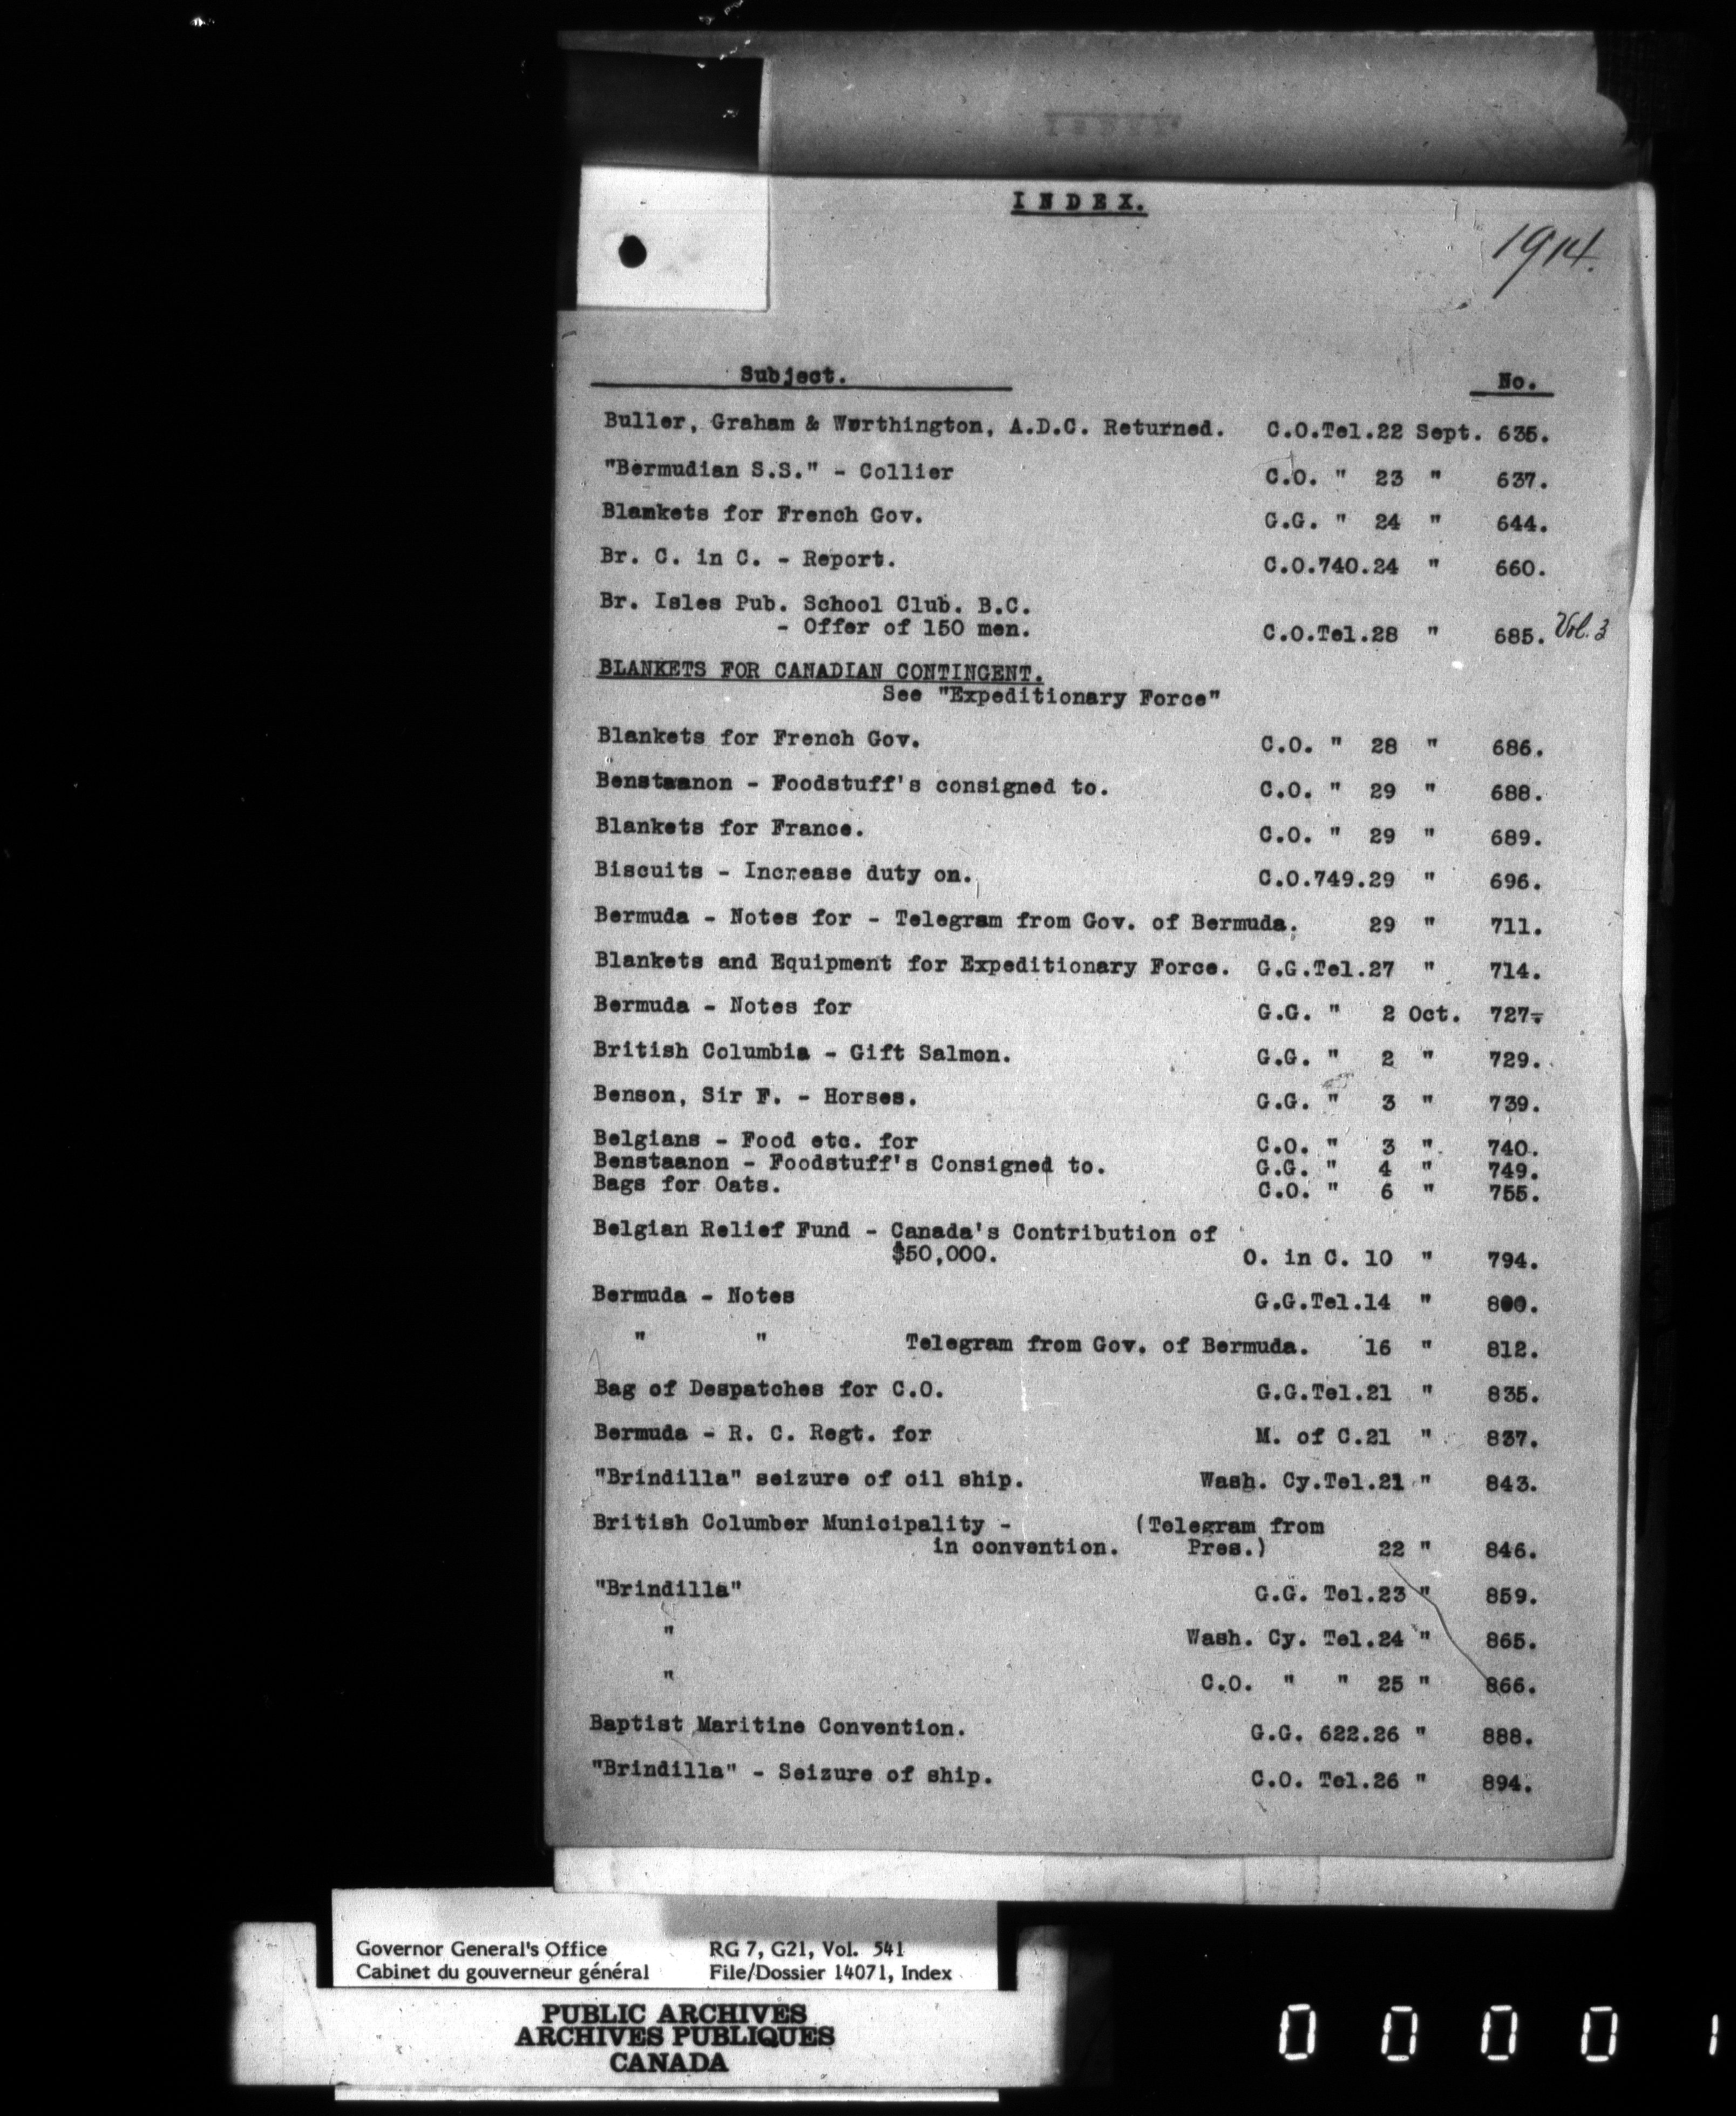 INDEX.
1914.
Subject. No.
Buller, Graham & Worthington, A.D.C. Returned. C.O.Tel.22 Sept. 635.
"Bermudian S.S." - Collier C.O. " 23 " 637.
Blankets for French Gov. G.G. " 24 " 644.
Br. C. in C. - Report. C.O.740.24 " 660.
Br. Isles Pub. School Club. B.C.
- Offer of 150 men. C.O.Tel.28 " 685. Vol. 3
BLANKETS FOR CANADIAN CONTINGENT.
See "Expeditionary Force"
Blankets for French Gov. C.O. " 28 " 686.
Benstaanon - Foodstuff's consigned to. C.O. " 29 " 688.
Blankets for France. C.O. " 29 " 689.
Biscuits - Increase duty on. C.O.749.29 " 696.
Bermuda - Notes for - Telegram from Gov. of Bermuda. 29 " 711.
Blankets and Equipment for Expeditionary Force. G.G.Tel.27 " 714.
Bermuda - Notes for G.G. " 2 Oct. 727.
British Columbia - Gift Salmon. G.G. " 2 " 729.
Benson, Sir F. - Horses. G.G. " 3 " 739.
Belgians - Food etc. for C.O. " 3 " 740.
Benstaanon - Foodstuff's Consigned to. G.G. " 4 " 749.
Bags for Oats. C.O. " 6 " 755.
Belgian Relief Fund - Canada's Contribution of
$50,000. O. in C. 10 " 794.
Bermuda - Notes G.G.Tel.14 " 800.
" " Telegram from Gov. of Bermuda. 16 " 812.
Bag of Despatches for C.O. G.G.Tel.21 " 835.
Bermuda - R. C. Regt. for M. of C.21 " 837.
"Brindilla" seizure of oil ship. Wash. Cy.Tel.21 " 843.
British Columber Municipality - (Telegram from
in convention. Pres.) 22 " 846.
"Brindilla" G.G. Tel.23 " 859.
" Wash. Cy. Tel.24 " 865.
" C.O. " " 25 " 866.
Baptist Maritine Convention. G.G. 622.26 " 888.
"Brindilla" - Seizure of ship. C.O. Tel.26 " 894.
Governor General's Office RG 7, G21, Vol. 541
Cabinet du gouverneur général File/Dossier 14071, Index
PUBLIC ARCHIVES
ARCHIVES PUBLIQUES
CANADA
0 0 0 0 1